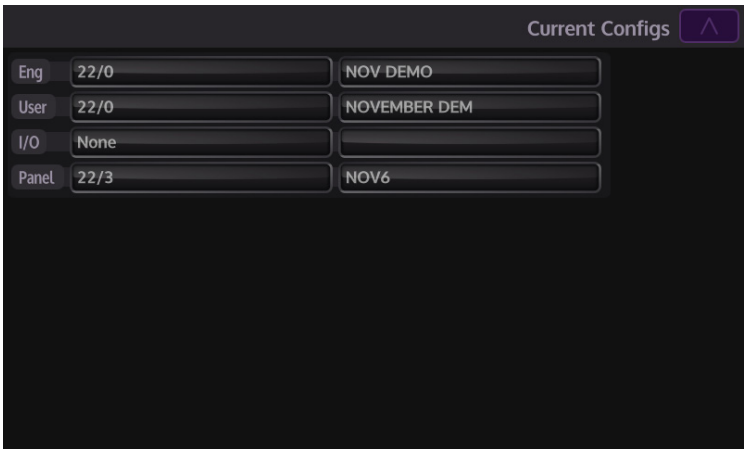 Current Configs
Eng 22/0 NOV DEMO
User 22/0 NOVEMBER DEM
I/O None
Panel 22/3 NOV6